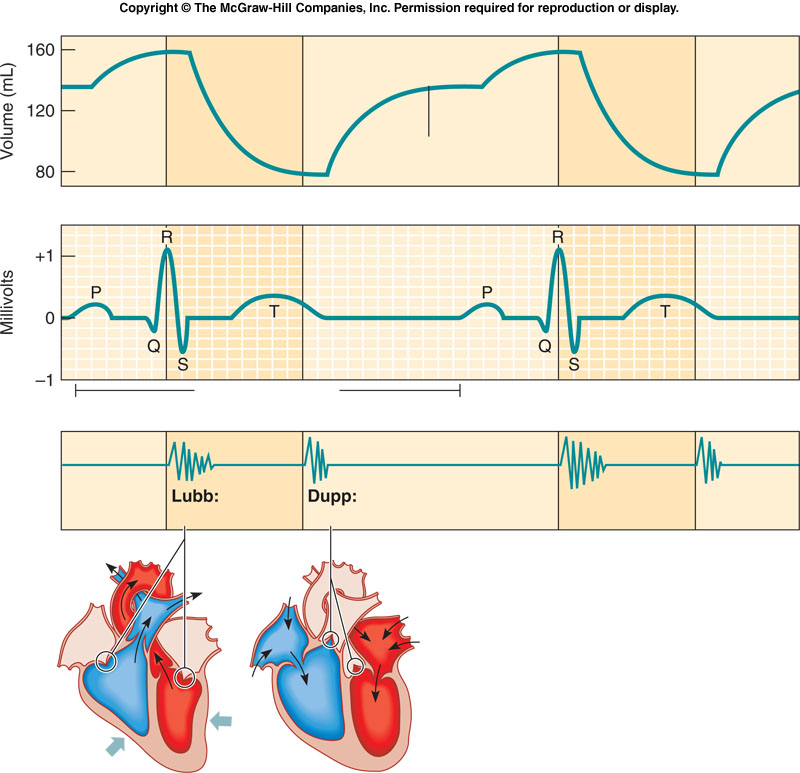 Copyright © The McGraw-Hill Companies, Inc. Permission required for reproduction or display.
Volume (mL)
160
120
80
Millivolts
+1
0
−1
R
R
P
P
T
T
Q
Q
S
S
Lubb:
Dupp: